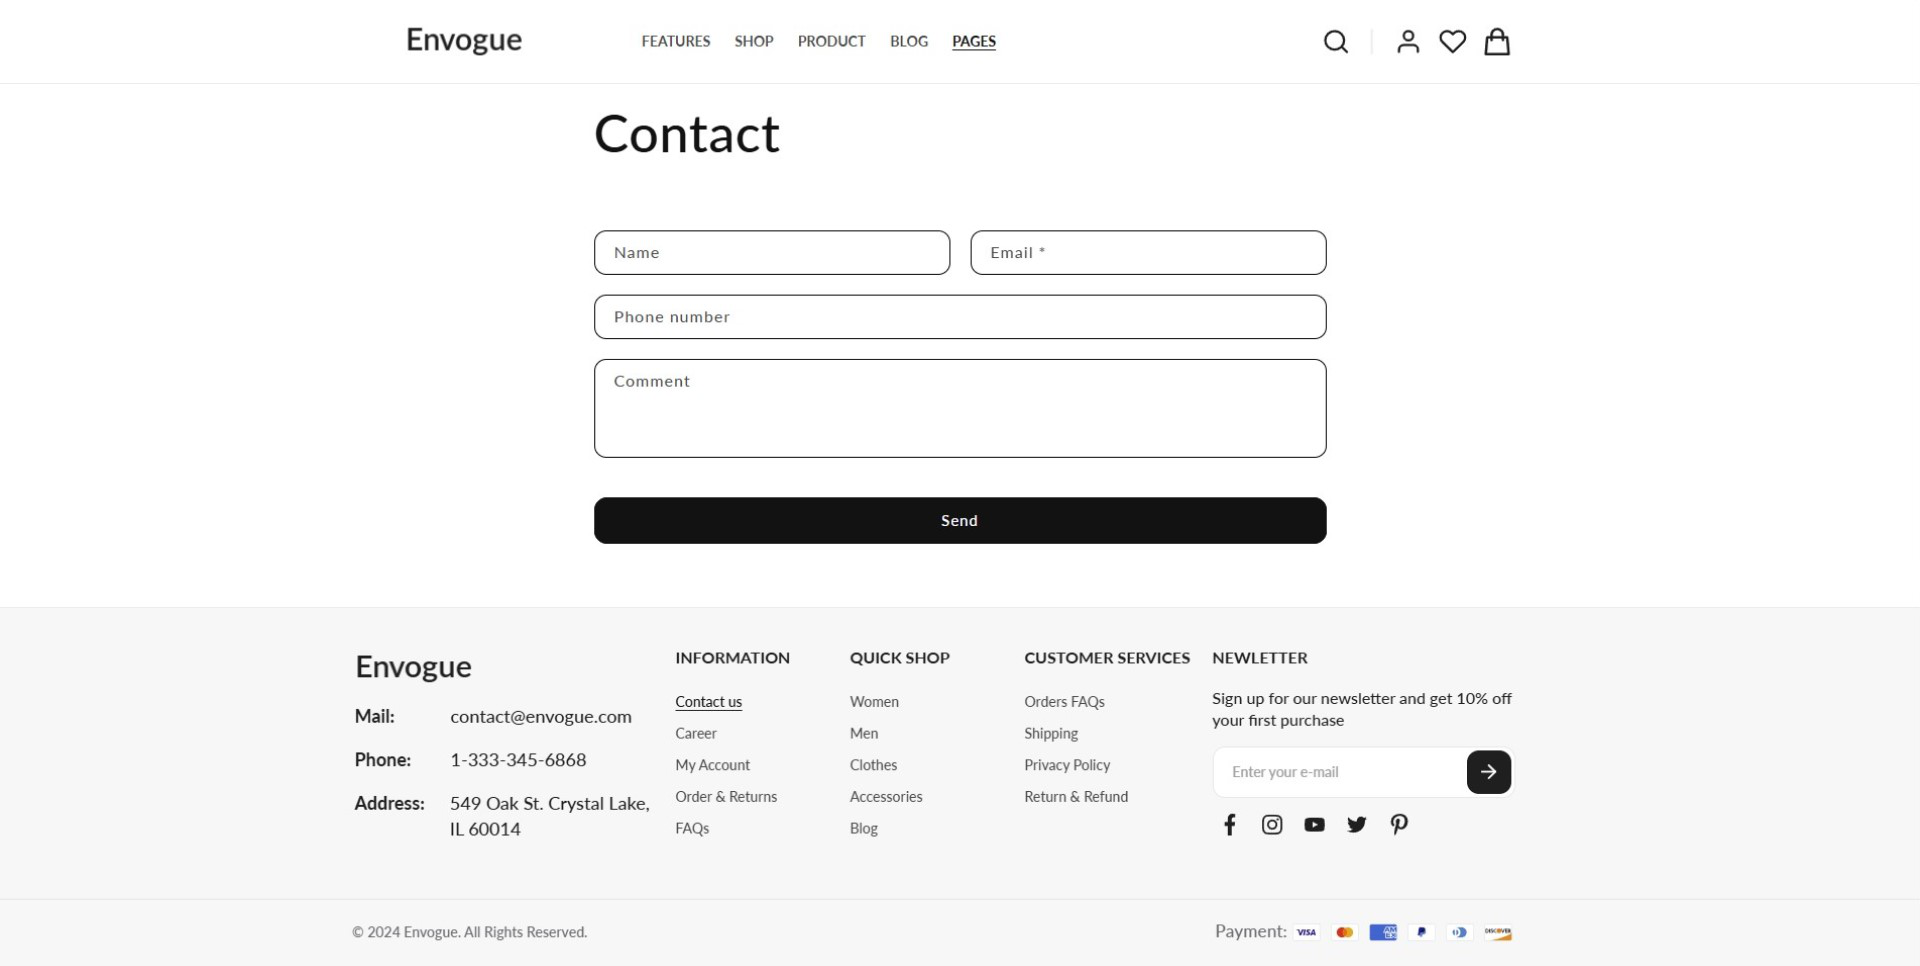 Envogue
FEATURES SHOP PRODUCT BLOG PAGES
Contact
Name
Email *
Phone number
Comment
Send
Envogue
Mail: contact@envogue.com
Phone: 1-333-345-6868
Address: 549 Oak St. Crystal Lake,
IL 60014
INFORMATION
Contact us
Career
My Account
Order & Returns
FAQs
QUICK SHOP
Women
Men
Clothes
Accessories
Blog
CUSTOMER SERVICES
Orders FAQs
Shipping
Privacy Policy
Return & Refund
NEWLETTER
Sign up for our newsletter and get 10% off
your first purchase
Enter your e-mail
© 2024 Envogue. All Rights Reserved.
Payment: VISA AM EX DISCOVER